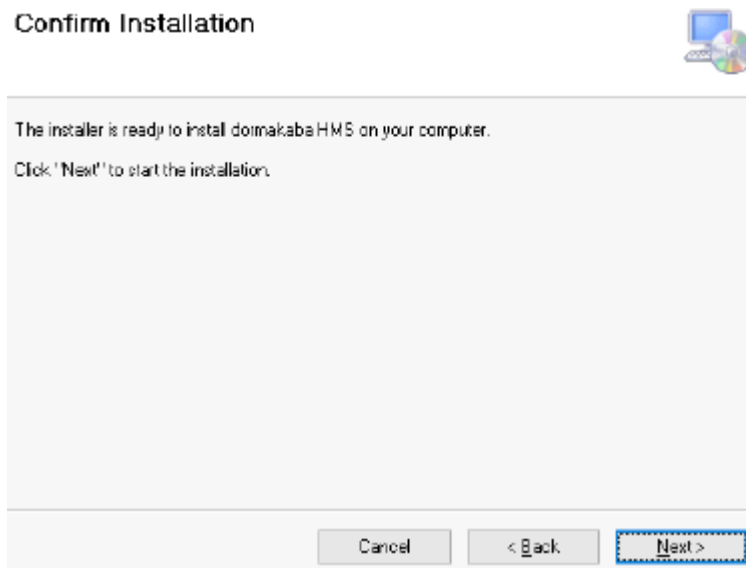 Confirm Installation
The installer is ready to install dormakaba HMS on your computer.
Click "Next" to start the installation.
Cancel
< Back
Next >